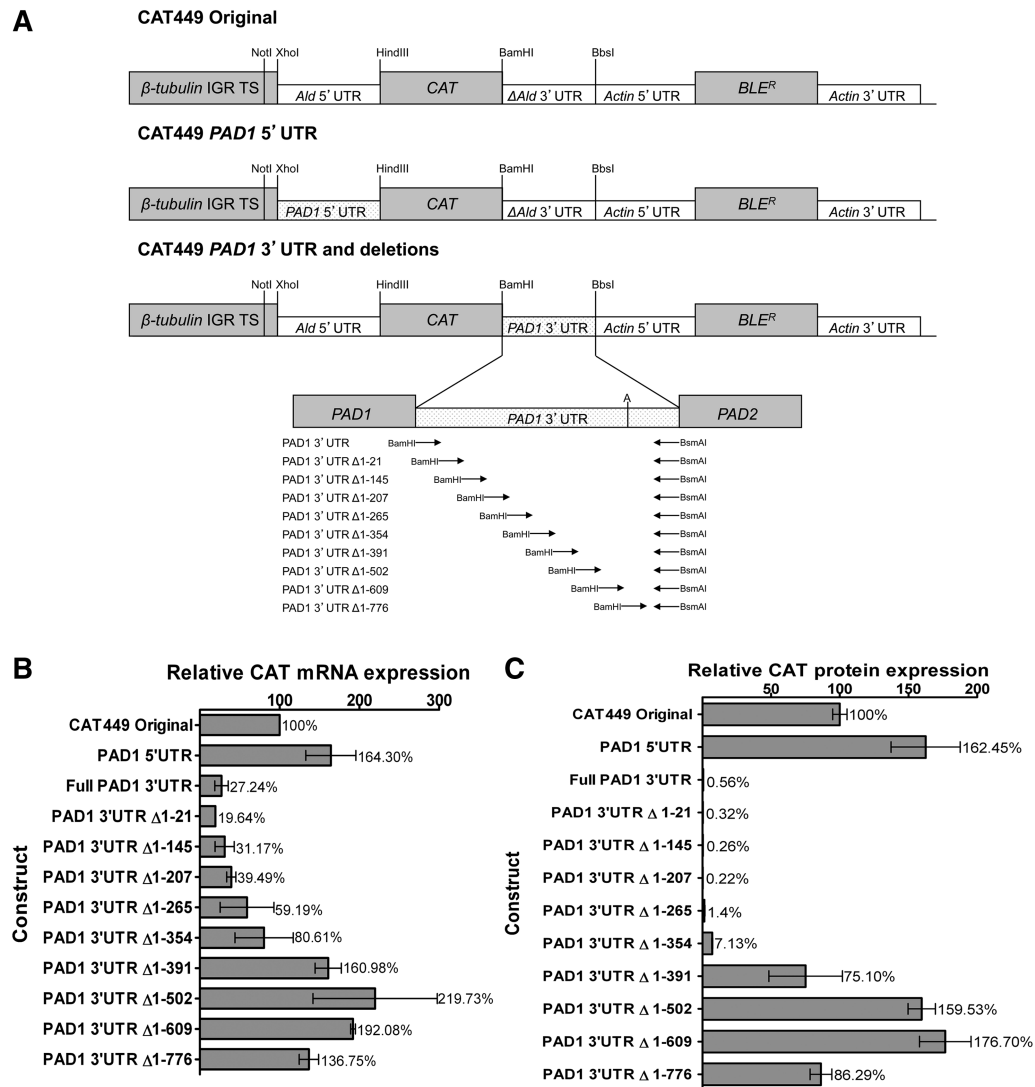 A
CAT449 Original
NotI XhoI HindIII BamHI BbsI
β-tubulin IGR TS Ald 5' UTR CAT ΔAld 3' UTR Actin 5' UTR BLE^R Actin 3' UTR
CAT449 PAD1 5' UTR
NotI XhoI HindIII BamHI BbsI
β-tubulin IGR TS PAD1 5' UTR CAT ΔAld 3' UTR Actin 5' UTR BLE^R Actin 3' UTR
CAT449 PAD1 3' UTR and deletions
NotI XhoI HindIII BamHI BbsI
β-tubulin IGR TS Ald 5' UTR CAT PAD1 3' UTR Actin 5' UTR BLE^R Actin 3' UTR
A
PAD1 PAD1 3' UTR PAD2
PAD1 3' UTR BamHI BsmAI
PAD1 3' UTR Δ1-21 BamHI BsmAI
PAD1 3' UTR Δ1-145 BamHI BsmAI
PAD1 3' UTR Δ1-207 BamHI BsmAI
PAD1 3' UTR Δ1-265 BamHI BsmAI
PAD1 3' UTR Δ1-354 BamHI BsmAI
PAD1 3' UTR Δ1-391 BamHI BsmAI
PAD1 3' UTR Δ1-502 BamHI BsmAI
PAD1 3' UTR Δ1-609 BamHI BsmAI
PAD1 3' UTR Δ1-776 BamHI BsmAI
B
Relative CAT mRNA expression
100 200 300
Construct
CAT449 Original 100%
PAD1 5'UTR 164.30%
Full PAD1 3'UTR 27.24%
PAD1 3'UTR Δ1-21 19.64%
PAD1 3'UTR Δ1-145 31.17%
PAD1 3'UTR Δ1-207 39.49%
PAD1 3'UTR Δ1-265 59.19%
PAD1 3'UTR Δ1-354 80.61%
PAD1 3'UTR Δ1-391 160.98%
PAD1 3'UTR Δ1-502 219.73%
PAD1 3'UTR Δ1-609 192.08%
PAD1 3'UTR Δ1-776 136.75%
C
Relative CAT protein expression
50 100 150 200
Construct
CAT449 Original 100%
PAD1 5'UTR 162.45%
Full PAD1 3'UTR 0.56%
PAD1 3'UTR Δ 1-21 0.32%
PAD1 3'UTR Δ 1-145 0.26%
PAD1 3'UTR Δ 1-207 0.22%
PAD1 3'UTR Δ 1-265 1.4%
PAD1 3'UTR Δ 1-354 7.13%
PAD1 3'UTR Δ 1-391 75.10%
PAD1 3'UTR Δ 1-502 159.53%
PAD1 3'UTR Δ 1-609 176.70%
PAD1 3'UTR Δ 1-776 86.29%